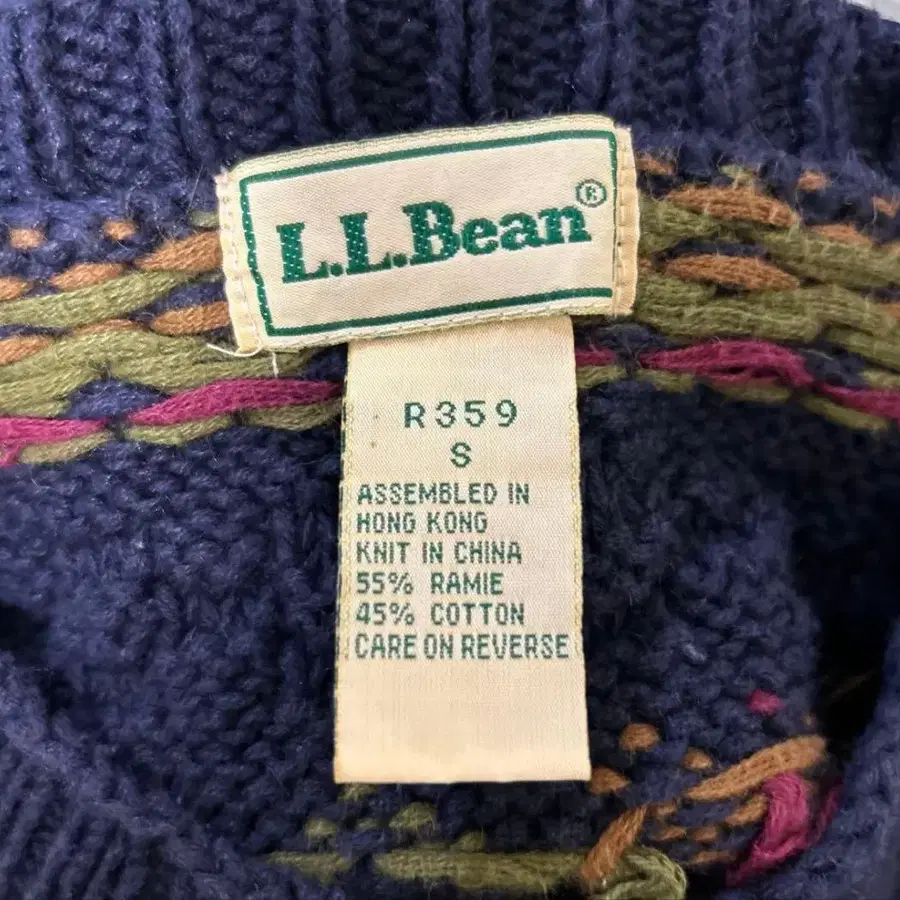 L.L.Bean®
R359
S
ASSEMBLED IN
HONG KONG
KNIT IN CHINA
55% RAMIE
45% COTTON
CARE ON REVERSE